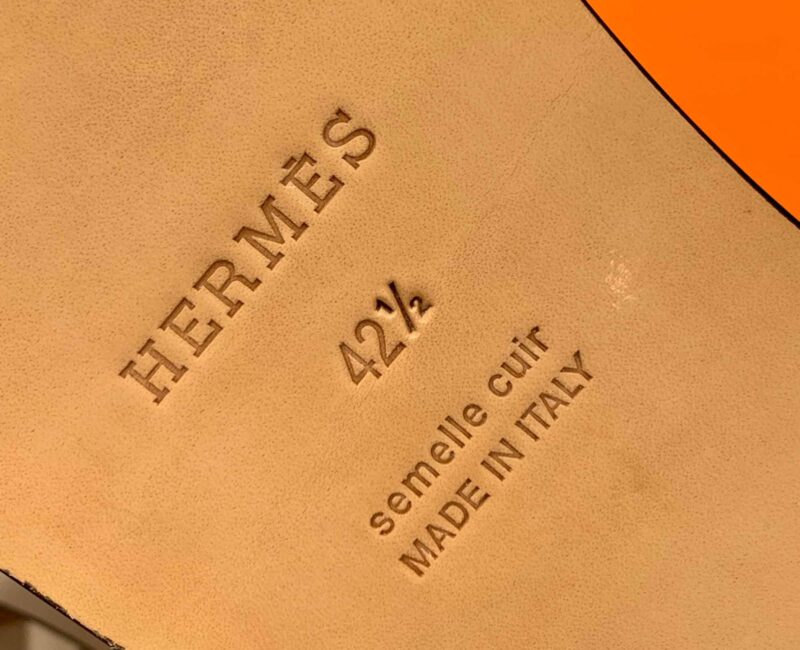 HERMÈS
42½
semelle cuir
MADE IN ITALY